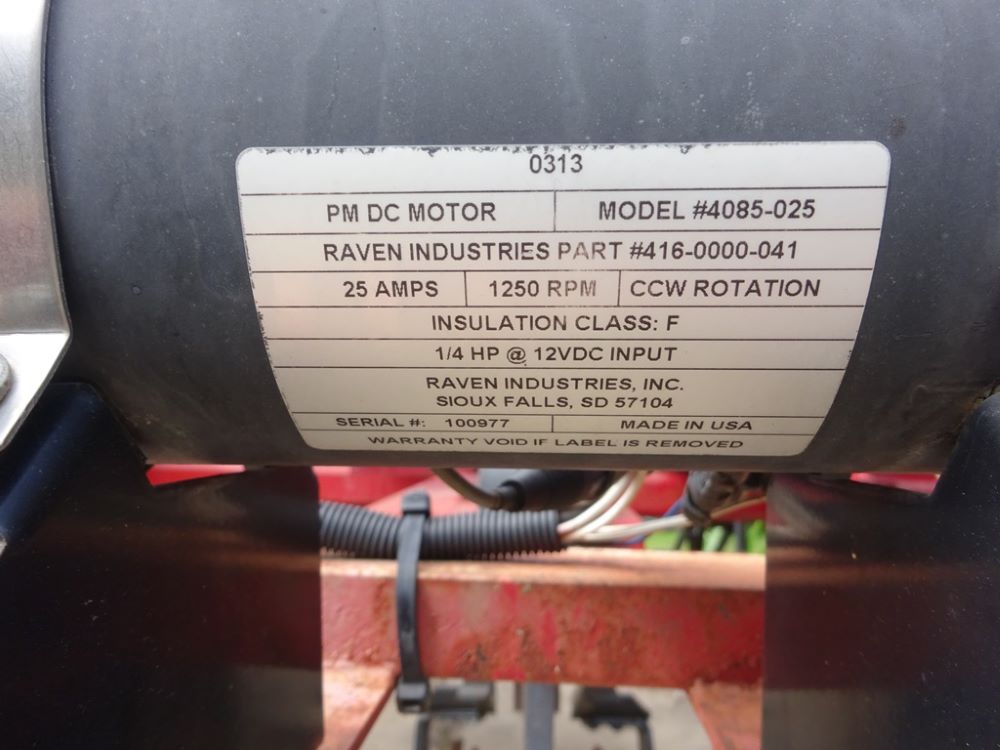 0313
PM DC MOTOR MODEL #4085-025
RAVEN INDUSTRIES PART #416-0000-041
25 AMPS 1250 RPM CCW ROTATION
INSULATION CLASS: F
1/4 HP @ 12VDC INPUT
RAVEN INDUSTRIES, INC.
SIOUX FALLS, SD 57104
SERIAL #: 100977 MADE IN USA
WARRANTY VOID IF LABEL IS REMOVED